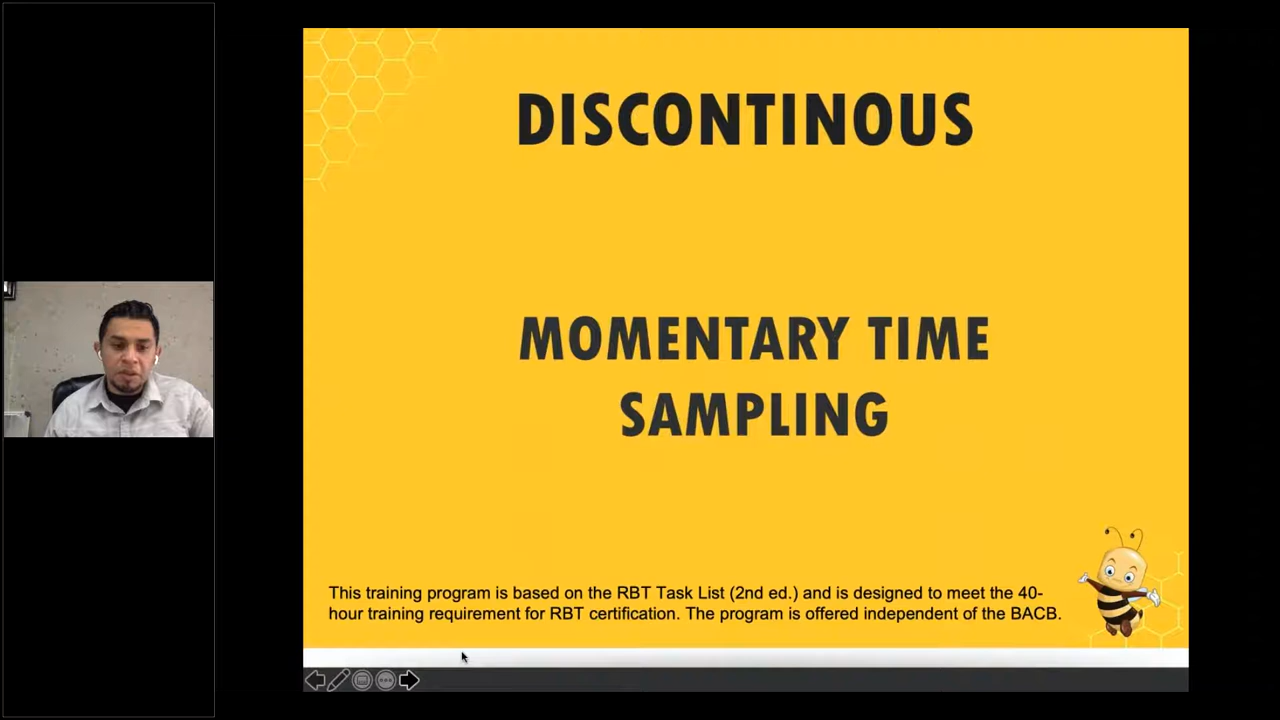 DISCONTINOUS
MOMENTARY TIME
SAMPLING
This training program is based on the RBT Task List (2nd ed.) and is designed to meet the 40-
hour training requirement for RBT certification. The program is offered independent of the BACB.